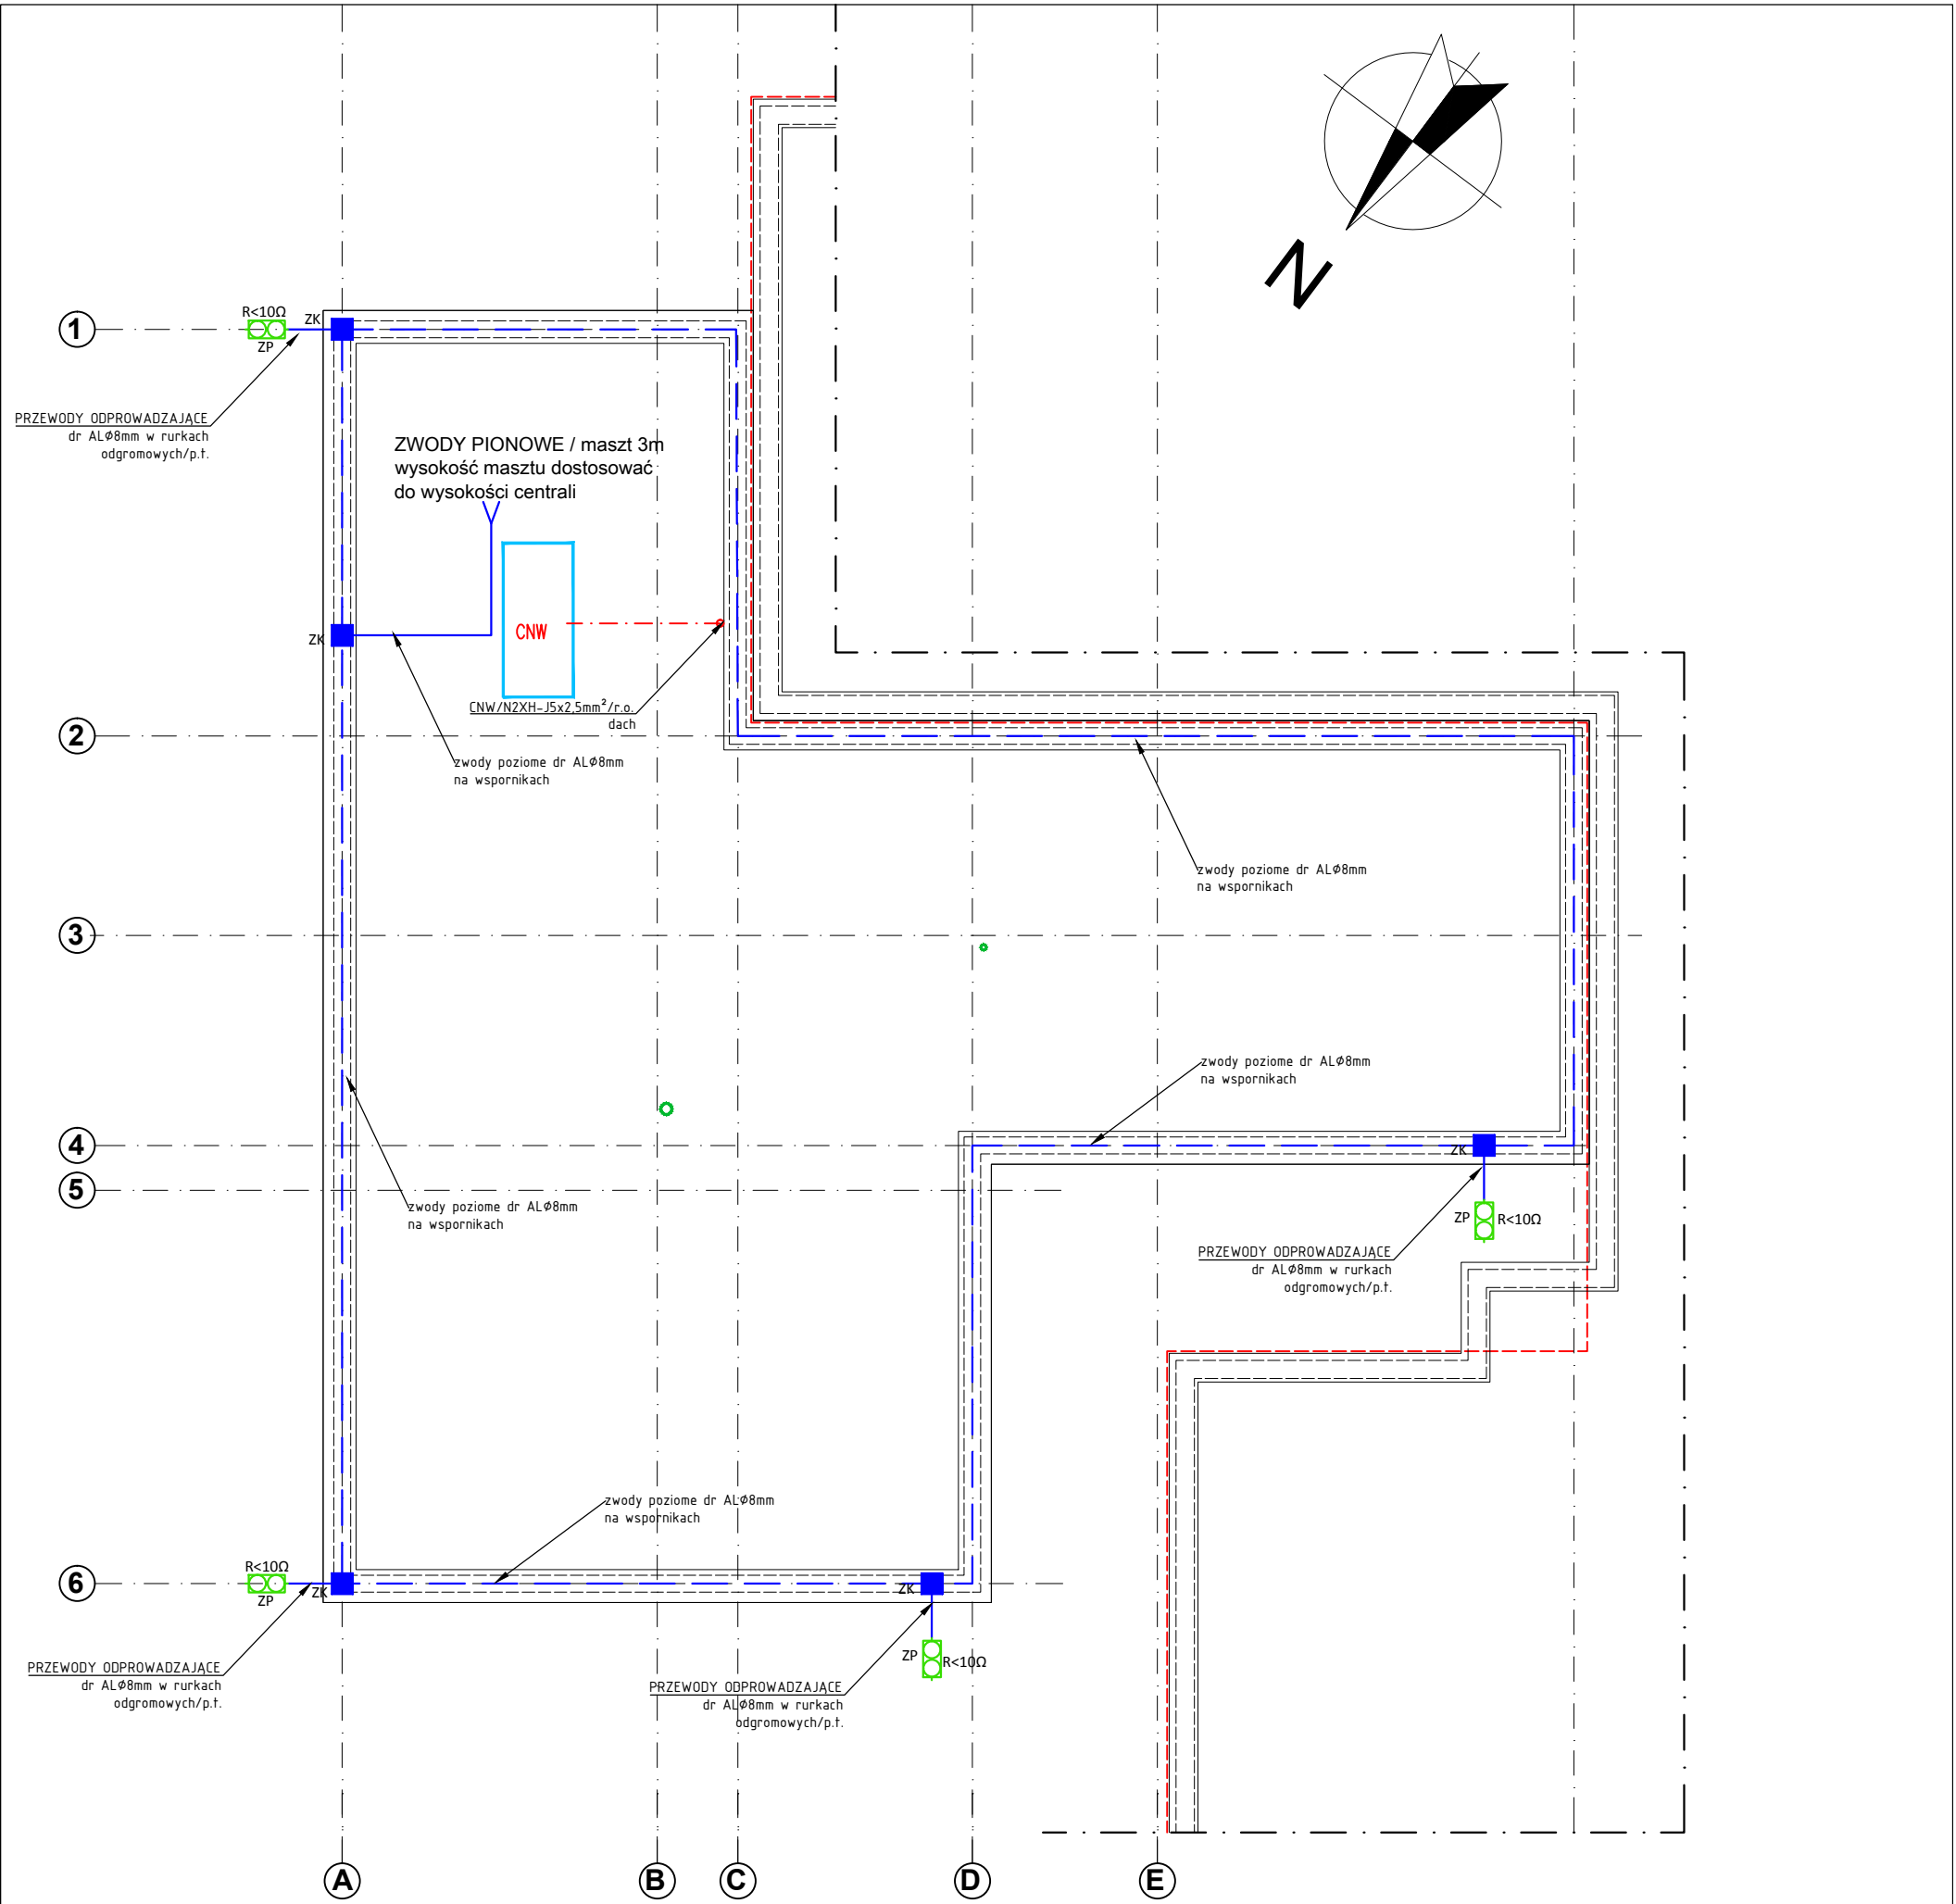 N
1
R<10Ω
ZK
ZP
PRZEWODY ODPROWADZAJĄCE
dr ALØ8mm w rurkach
odgromowych/p.t.
ZWODY PIONOWE / maszt 3m
wysokość masztu dostosować
do wysokości centrali
CNW
ZK
CNW/N2XH-J5x2,5mm²/r.o.
dach
2
zwody poziome dr ALØ8mm
na wspornikach
zwody poziome dr ALØ8mm
na wspornikach
3
zwody poziome dr ALØ8mm
na wspornikach
4
ZK
5
zwody poziome dr ALØ8mm
na wspornikach
ZP
R<10Ω
PRZEWODY ODPROWADZAJĄCE
dr ALØ8mm w rurkach
odgromowych/p.t.
zwody poziome dr ALØ8mm
na wspornikach
6
R<10Ω
ZK
ZP
ZK
ZP
R<10Ω
PRZEWODY ODPROWADZAJĄCE
dr ALØ8mm w rurkach
odgromowych/p.t.
PRZEWODY ODPROWADZAJĄCE
dr ALØ8mm w rurkach
odgromowych/p.t.
A
B
C
D
E